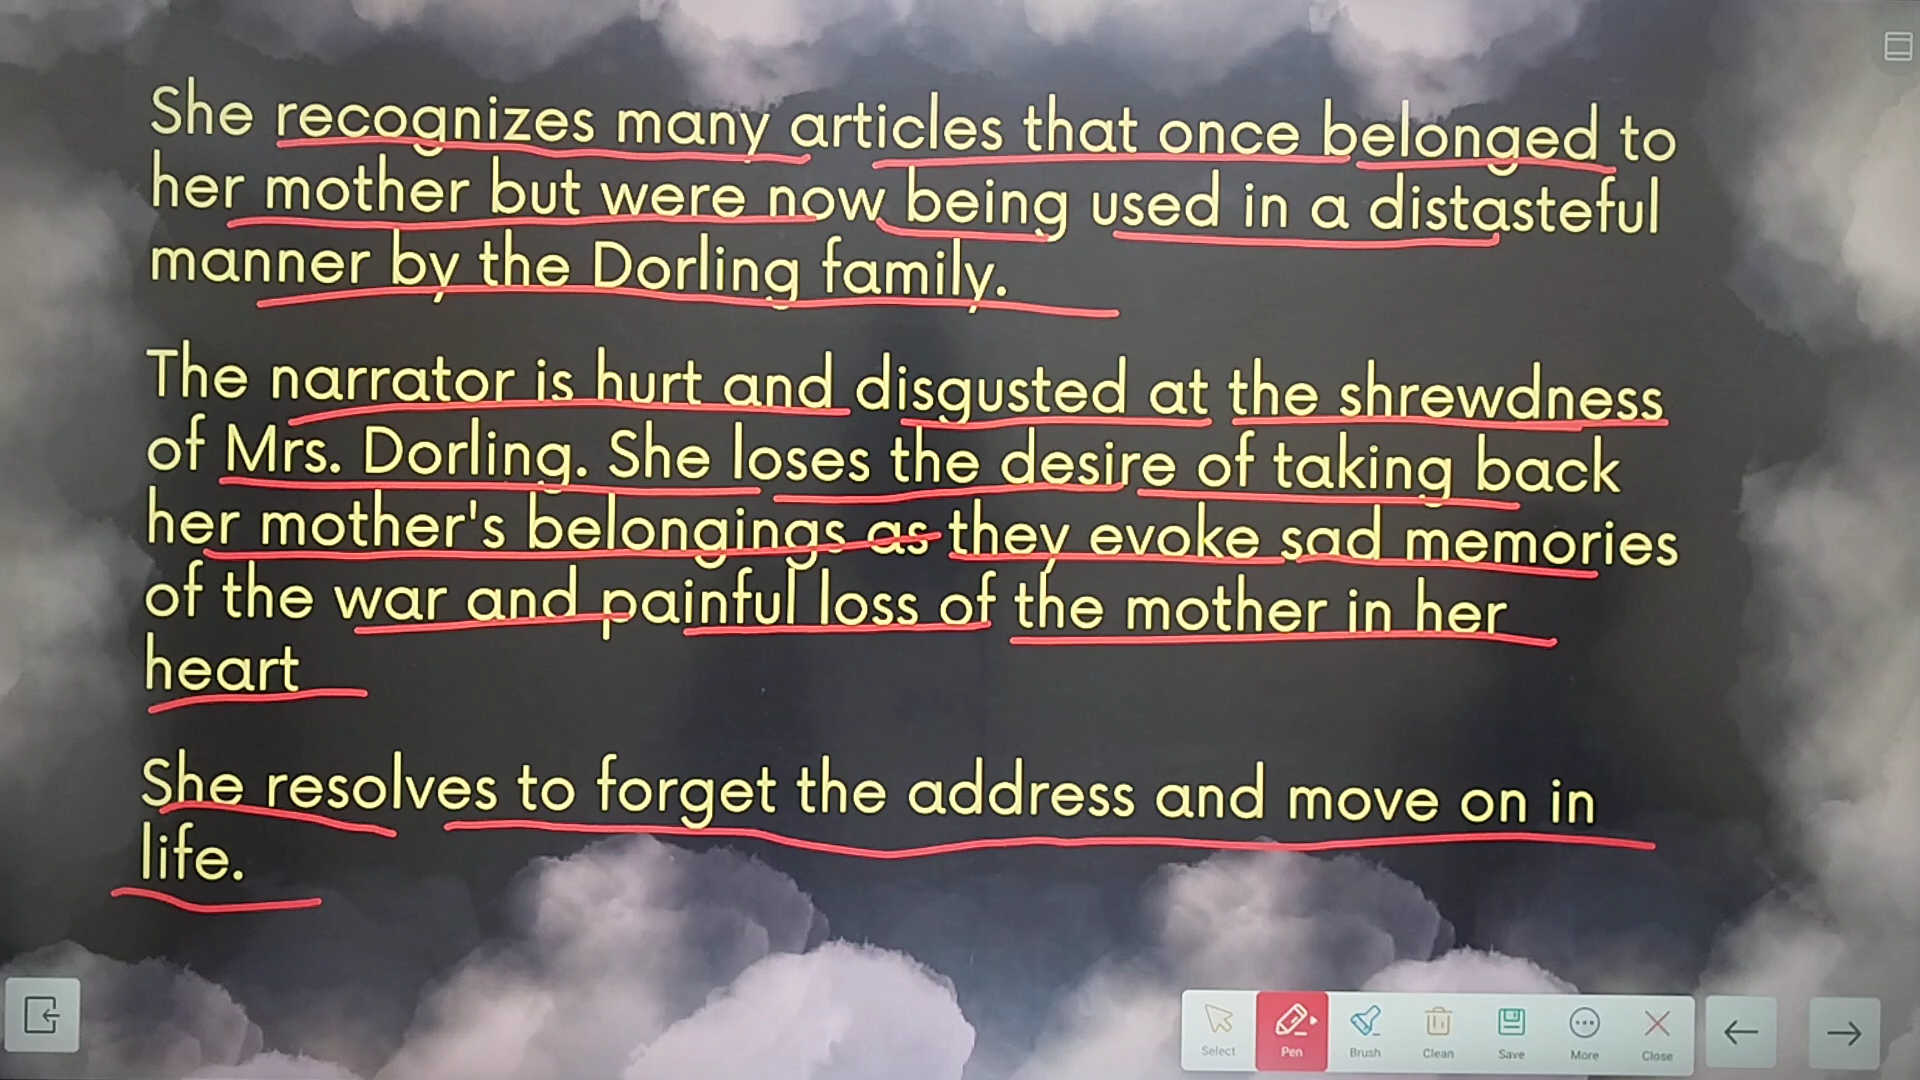 She recognizes many articles that once belonged to
her mother but were now being used in a distasteful
manner by the Dorling family.
The narrator is hurt and disgusted at the shrewdness
of Mrs. Dorling. She loses the desire of taking back
her mother's belongings as they evoke sad memories
of the war and painful loss of the mother in her
heart
She resolves to forget the address and move on in
life.
Select Pen Brush Clean Save More Close